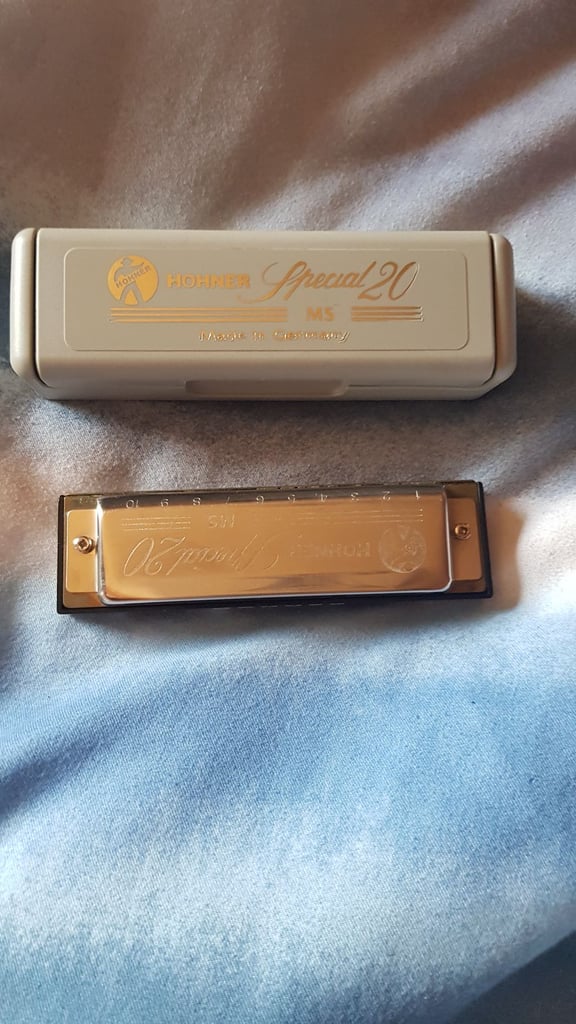 HOHNER HOHNER Special 20
MS
Made in Germany
1 2 3 4 5 6 7 8 9 10
HOHNER Special 20
MS